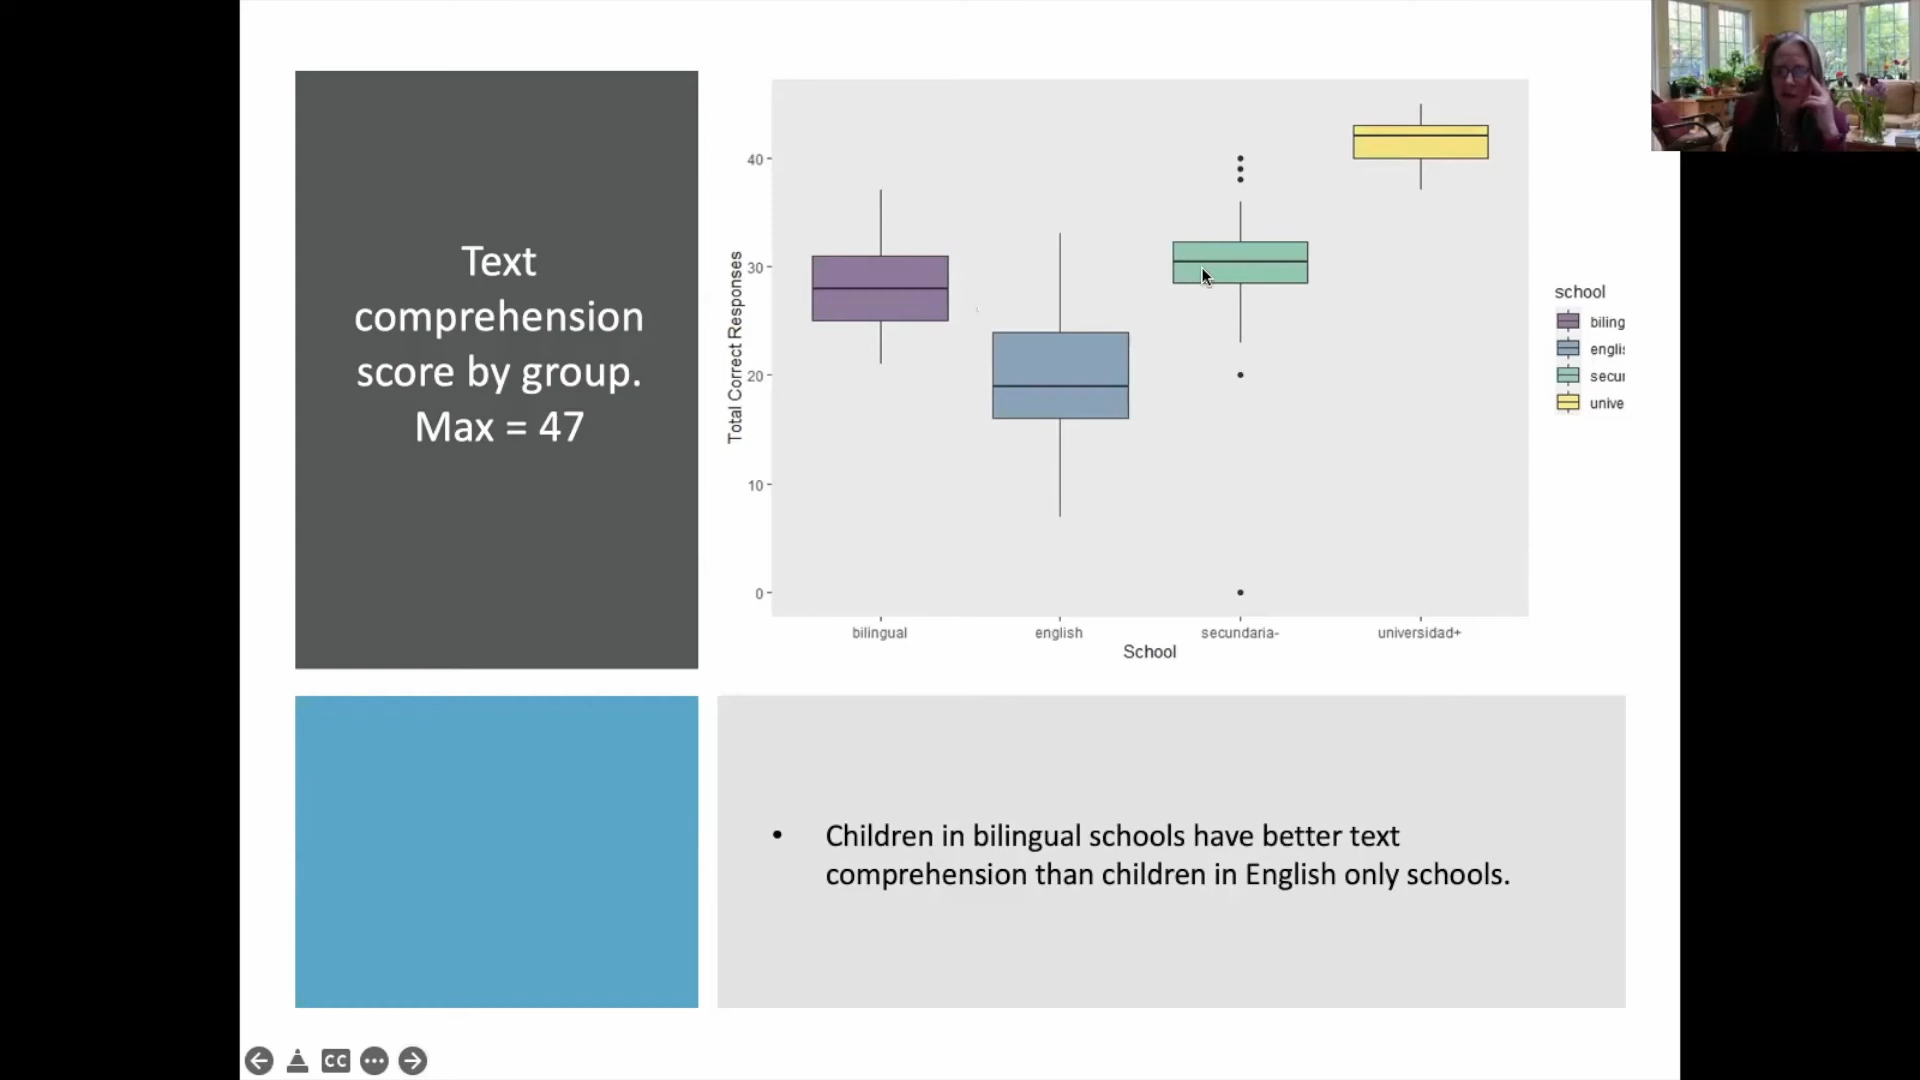 Text
comprehension
score by group.
Max = 47
Total Correct Responses
40
30
20
10
0
bilingual
english
secundaria-
universidad+
School
school
biling
englis
secur
unive
• Children in bilingual schools have better text
comprehension than children in English only schools.
CC